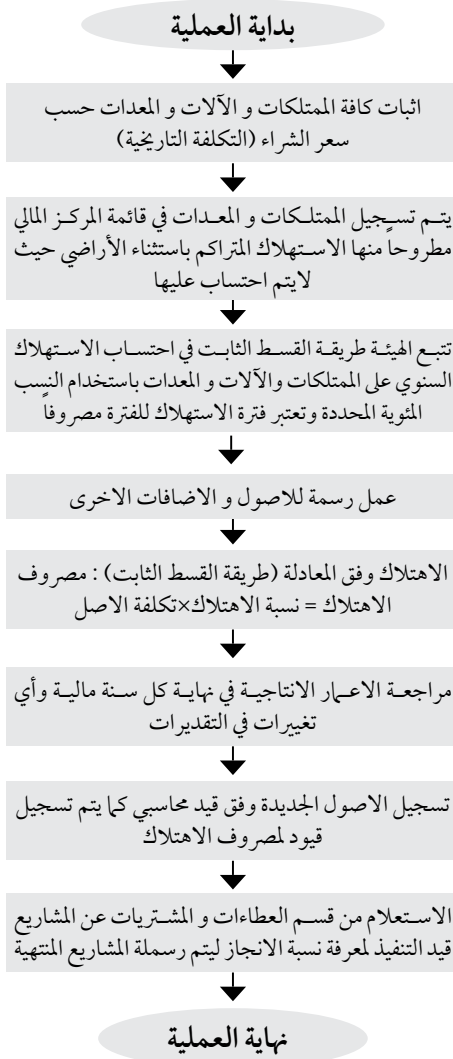 بداية العملية
اثبات كافة الممتلكات و الآلات و المعدات حسب
سعر الشراء (التكلفة التاريخية)
يتم تسجيل الممتلكات و المعدات في قائمة المركز المالي
مطروحاً منها الاستهلاك المتراكم باستثناء الأراضي حيث
لايتم احتساب عليها
تتبع الهيئة طريقة القسط الثابت في احتساب الاستهلاك
السنوي على الممتلكات والآلات و المعدات باستخدام النسب
المئوية المحددة وتعتبر فترة الاستهلاك للفترة مصروفاً
عمل رسمة للاصول و الاضافات الاخرى
الاهتلاك وفق المعادلة (طريقة القسط الثابت) : مصروف
الاهتلاك = نسبة الاهتلاك×تكلفة الاصل
مراجعة الاعمار الانتاجية في نهاية كل سنة مالية وأي
تغييرات في التقديرات
تسجيل الاصول الجديدة وفق قيد محاسبي كما يتم تسجيل
قيود لمصروف الاهتلاك
الاستعلام من قسم العطاءات و المشتريات عن المشاريع
قيد التنفيذ لمعرفة نسبة الانجاز ليتم رسملة المشاريع المنتهية
نهاية العملية